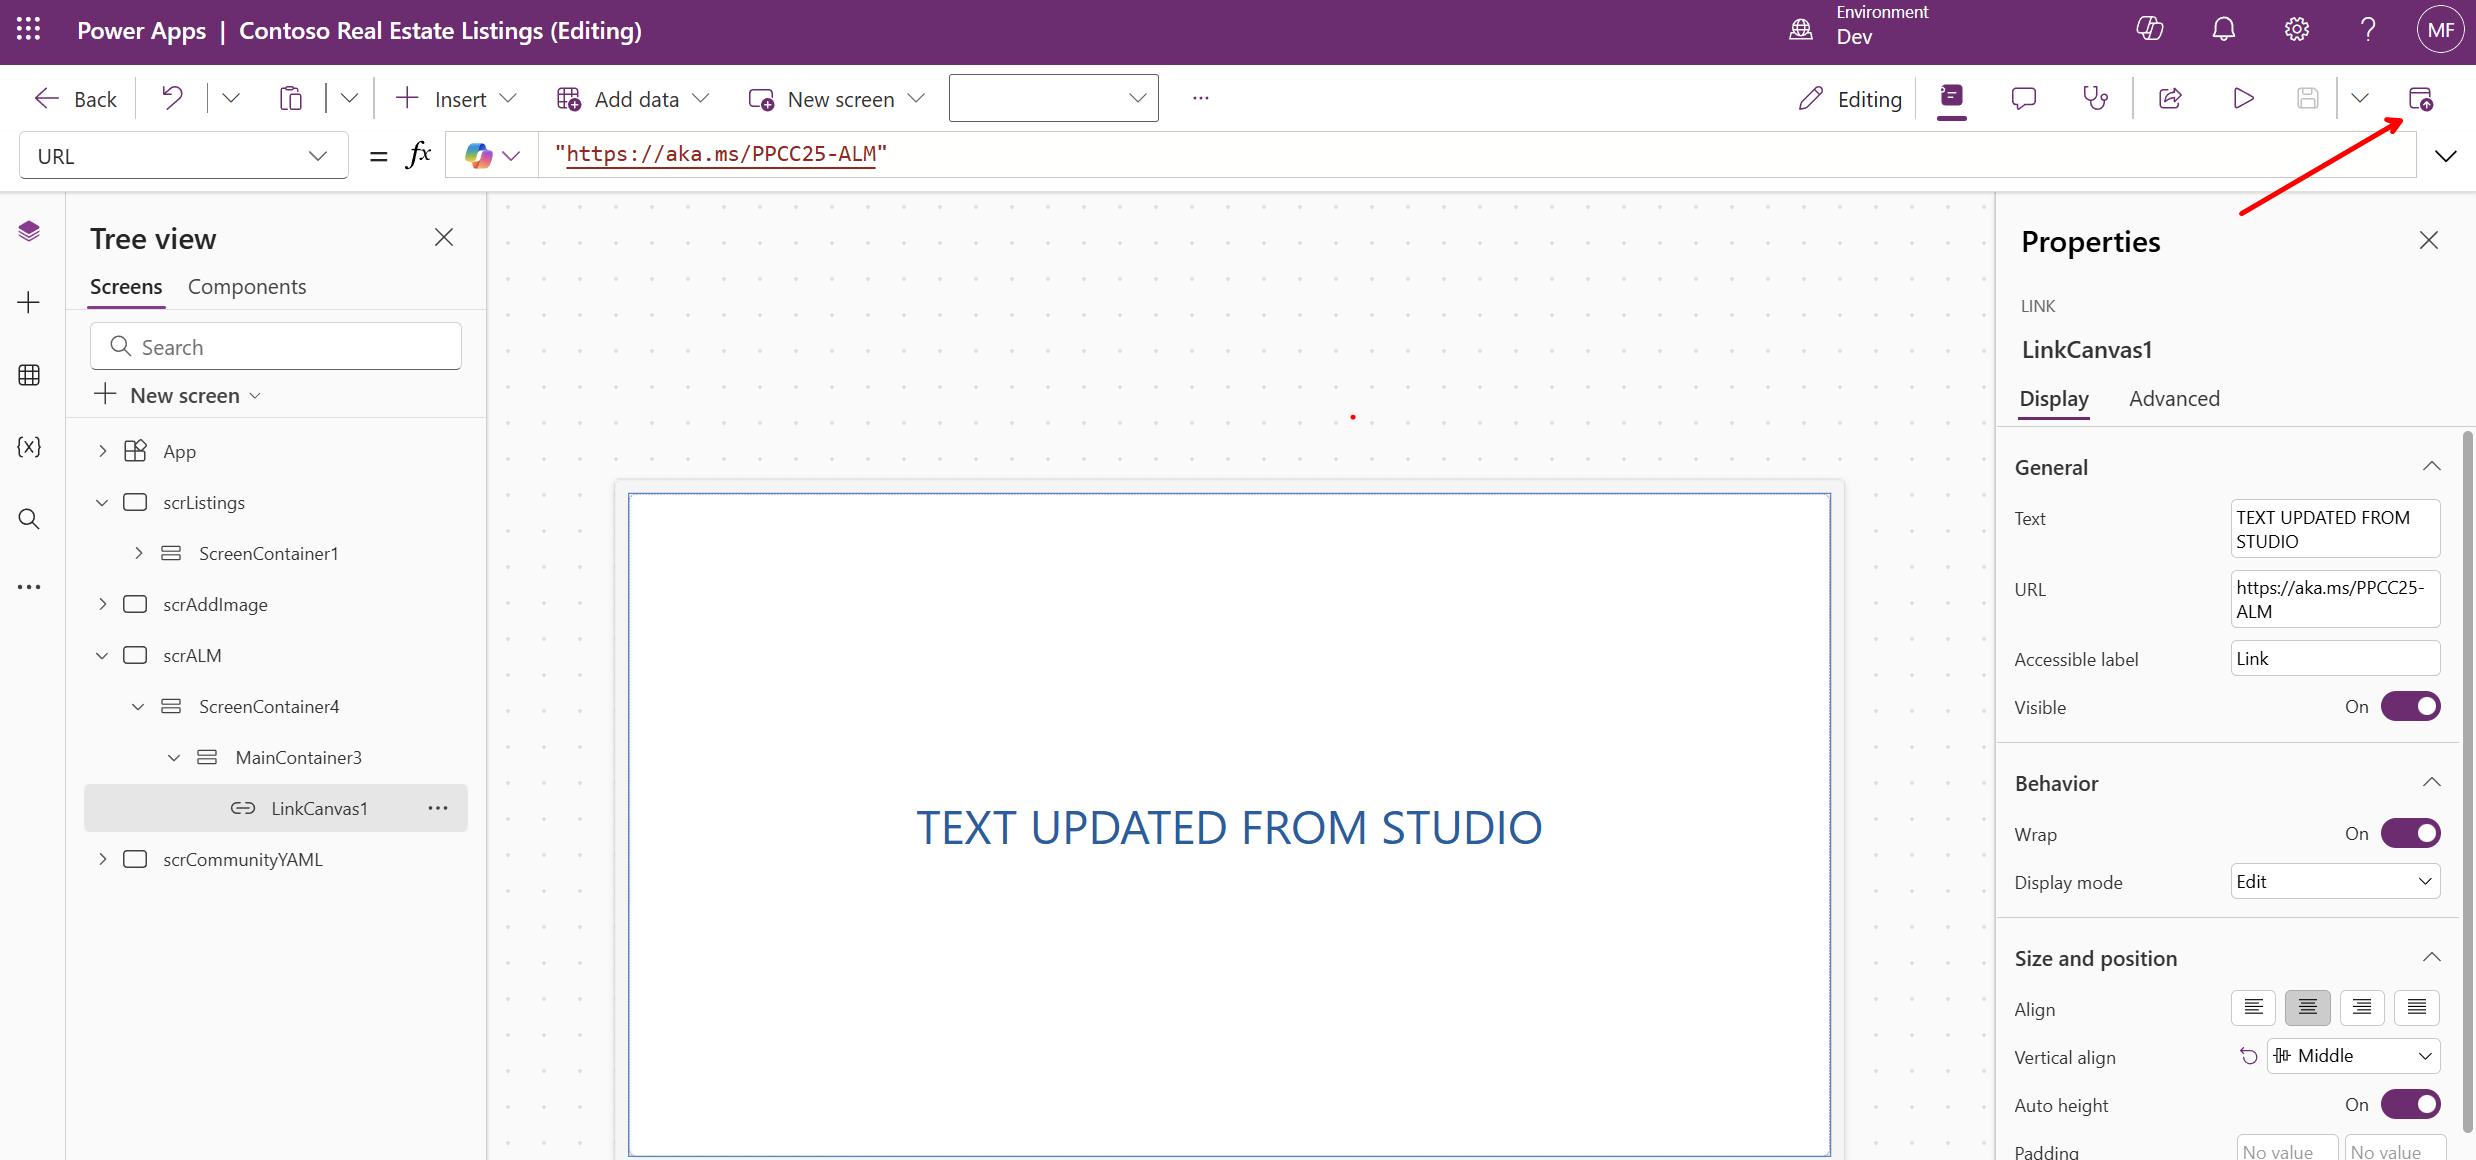 Power Apps | Contoso Real Estate Listings (Editing)
Environment
Dev
MF
Back
Insert
Add data
New screen
...
Editing
URL
= fx
"https://aka.ms/PPCC25-ALM"
Tree view
Screens
Components
Search
New screen
App
scrListings
ScreenContainer1
scrAddImage
scrALM
ScreenContainer4
MainContainer3
LinkCanvas1
scrCommunityYAML
TEXT UPDATED FROM STUDIO
Properties
LINK
LinkCanvas1
Display
Advanced
General
Text
TEXT UPDATED FROM
STUDIO
URL
https://aka.ms/PPCC25-
ALM
Accessible label
Link
Visible
On
Behavior
Wrap
On
Display mode
Edit
Size and position
Align
Vertical align
Middle
Auto height
On
Padding
No value
No value